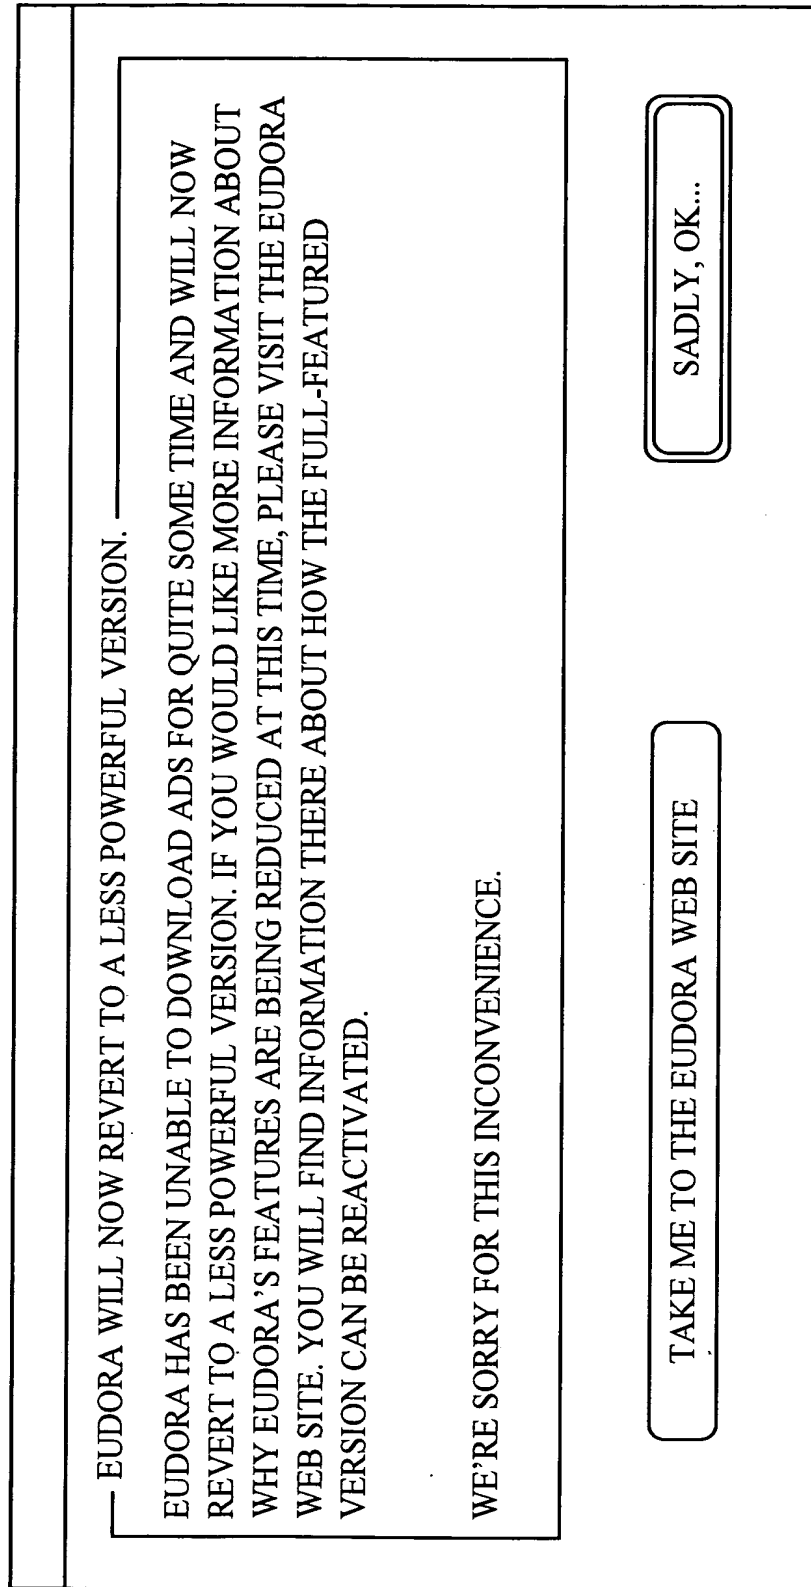 EUDORA WILL NOW REVERT TO A LESS POWERFUL VERSION.
EUDORA HAS BEEN UNABLE TO DOWNLOAD ADS FOR QUITE SOME TIME AND WILL NOW
REVERT TO A LESS POWERFUL VERSION. IF YOU WOULD LIKE MORE INFORMATION ABOUT
WHY EUDORA'S FEATURES ARE BEING REDUCED AT THIS TIME, PLEASE VISIT THE EUDORA
WEB SITE. YOU WILL FIND INFORMATION THERE ABOUT HOW THE FULL-FEATURED
VERSION CAN BE REACTIVATED.
WE'RE SORRY FOR THIS INCONVENIENCE.
TAKE ME TO THE EUDORA WEB SITE
SADLY, OK...